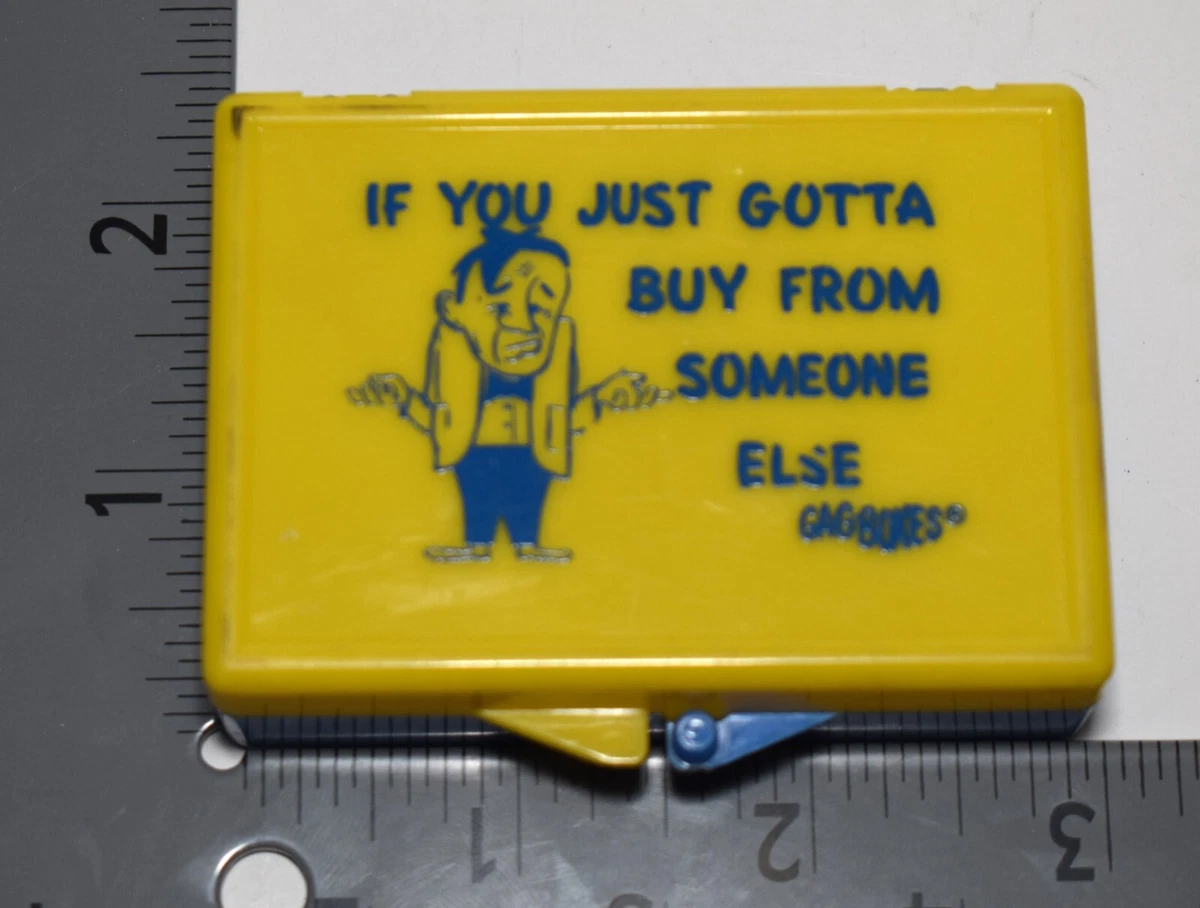 IF YOU JUST GOTTA
BUY FROM
SOMEONE
ELSE
GAGBOXES®
2
1
1
2
3